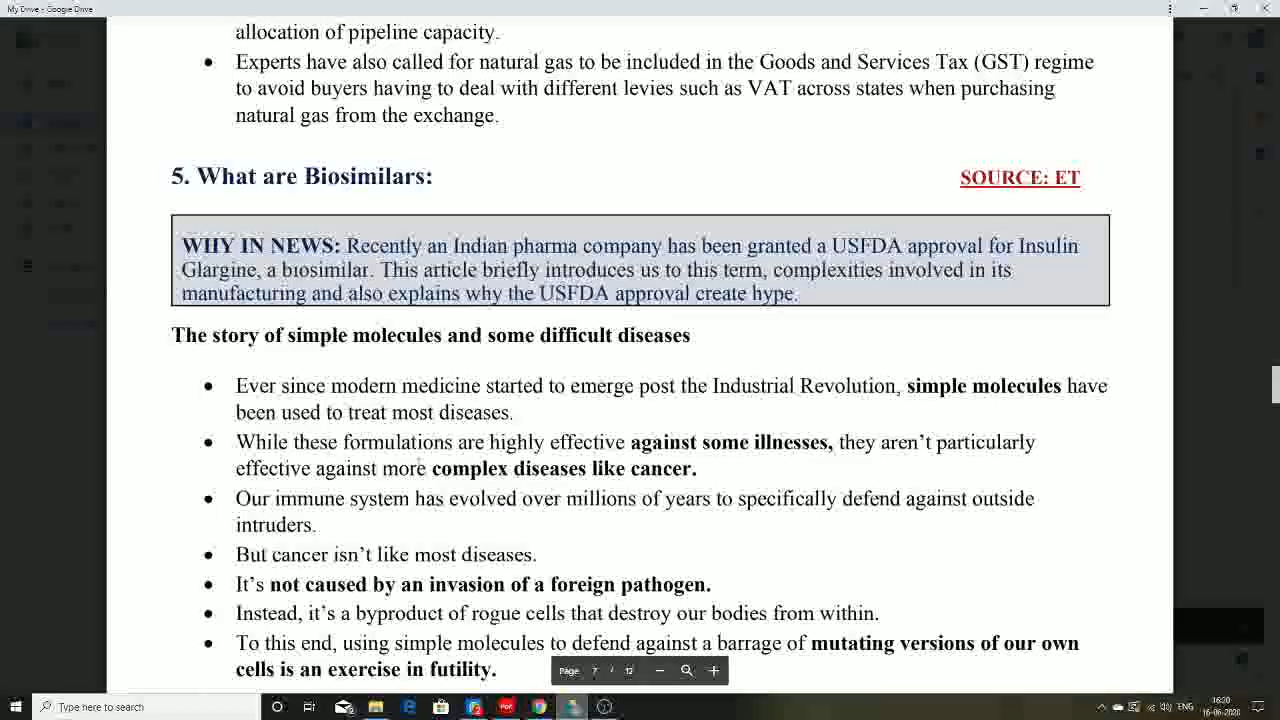 My Drive - Google Drive
allocation of pipeline capacity.
• Experts have also called for natural gas to be included in the Goods and Services Tax (GST) regime
to avoid buyers having to deal with different levies such as VAT across states when purchasing
natural gas from the exchange.
5. What are Biosimilars:
SOURCE: ET
WHY IN NEWS: Recently an Indian pharma company has been granted a USFDA approval for Insulin
Glargine, a biosimilar. This article briefly introduces us to this term, complexities involved in its
manufacturing and also explains why the USFDA approval create hype.
The story of simple molecules and some difficult diseases
• Ever since modern medicine started to emerge post the Industrial Revolution, simple molecules have
been used to treat most diseases.
• While these formulations are highly effective against some illnesses, they aren't particularly
effective against more complex diseases like cancer.
• Our immune system has evolved over millions of years to specifically defend against outside
intruders.
• But cancer isn't like most diseases.
• It's not caused by an invasion of a foreign pathogen.
• Instead, it's a byproduct of rogue cells that destroy our bodies from within.
• To this end, using simple molecules to defend against a barrage of mutating versions of our own
cells is an exercise in futility.
Page 7 / 12
Type here to search
ENG
16:20
16-06-2020